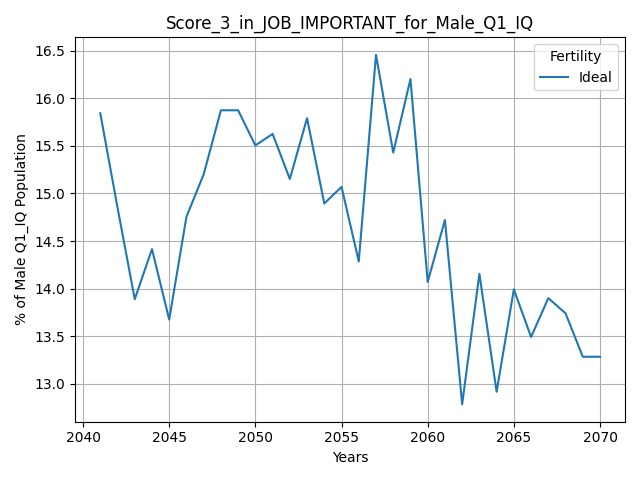 Score_3_in_JOB_IMPORTANT_for_Male_Q1_IQ
Fertility
Ideal
% of Male Q1_IQ Population
16.5
16.0
15.5
15.0
14.5
14.0
13.5
13.0
2040 2045 2050 2055 2060 2065 2070
Years